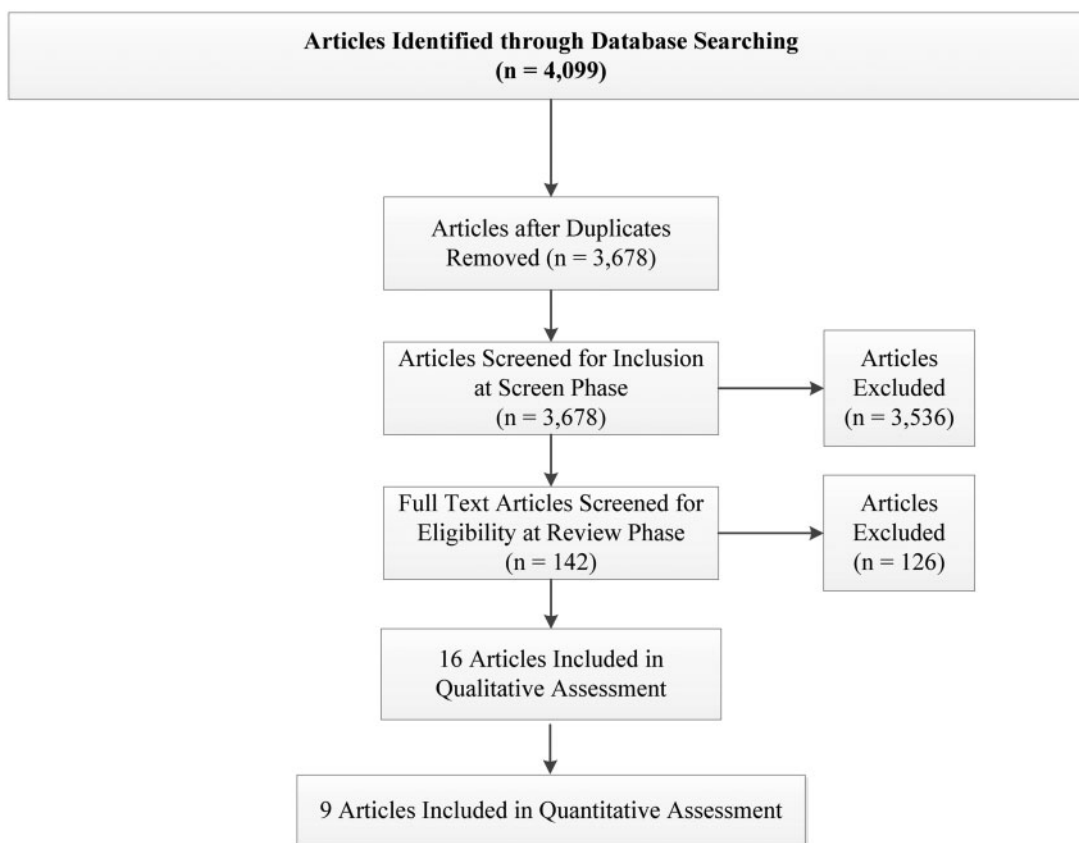 Articles Identified through Database Searching
(n = 4,099)
Articles after Duplicates
Removed (n = 3,678)
Articles Screened for Inclusion
at Screen Phase
(n = 3,678)
Articles
Excluded
(n = 3,536)
Full Text Articles Screened for
Eligibility at Review Phase
(n = 142)
Articles
Excluded
(n = 126)
16 Articles Included in
Qualitative Assessment
9 Articles Included in Quantitative Assessment